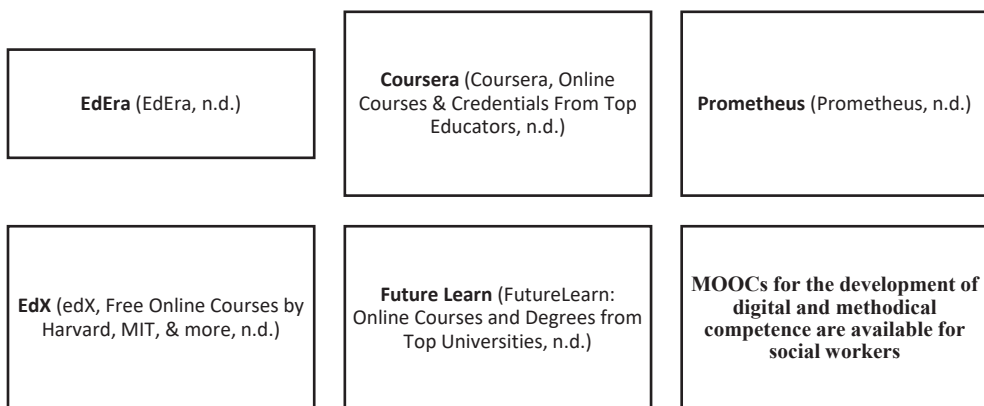 EdEra (EdEra, n.d.)
Coursera (Coursera, Online
Courses & Credentials From Top
Educators, n.d.)
Prometheus (Prometheus, n.d.)
EdX (edX, Free Online Courses by
Harvard, MIT, & more, n.d.)
Future Learn (FutureLearn:
Online Courses and Degrees from
Top Universities, n.d.)
MOOCs for the development of
digital and methodical
competence are available for
social workers